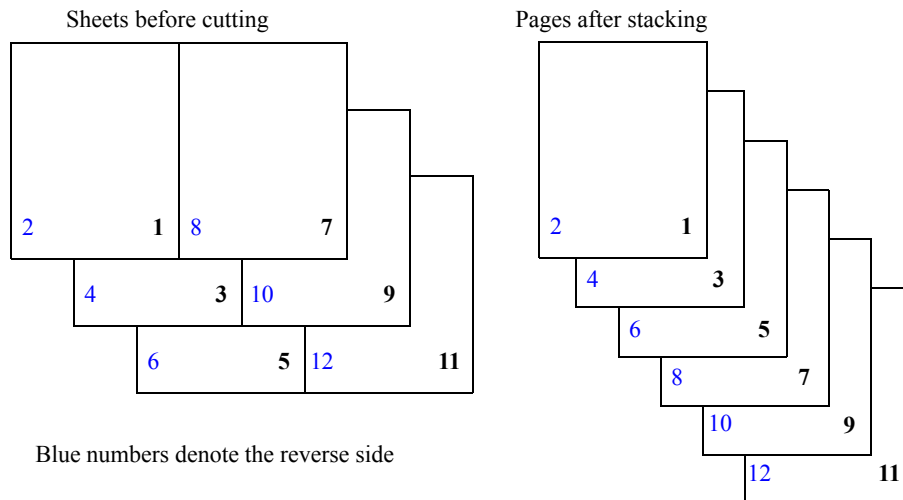 Sheets before cutting
Pages after stacking
2 1 8 7
4 3 10 9
6 5 12 11
2 1
4 3
6 5
8 7
10 9
12 11
Blue numbers denote the reverse side